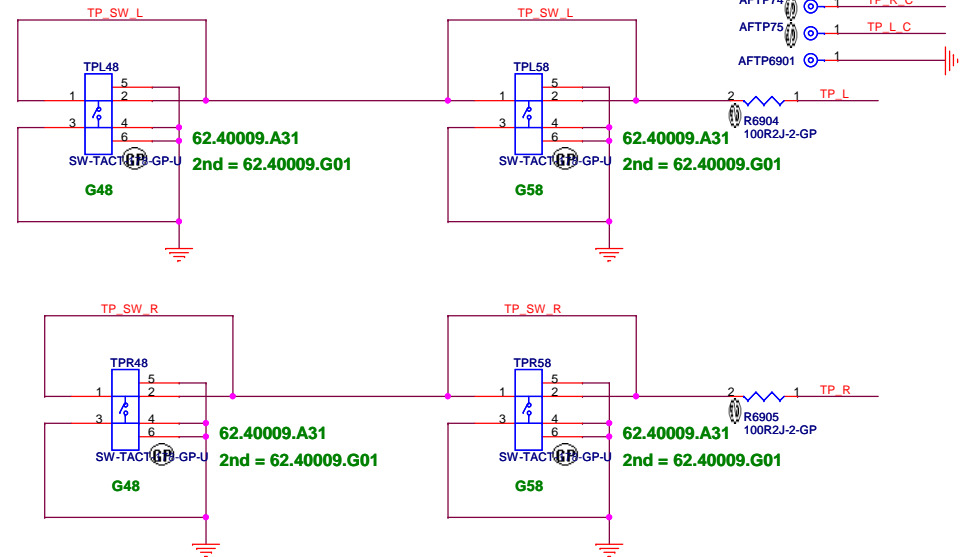 AFTP74
1
TP_R_C
AFTP75
1
TP_L_C
AFTP6901
1
TP_SW_L
TPL48
1
5
2
3
4
6
62.40009.A31
2nd = 62.40009.G01
G48
TP_SW_L
TPL58
1
5
2
3
4
6
62.40009.A31
2nd = 62.40009.G01
G58
2
1
TP_L
R6904
100R2J-2-GP
TP_SW_R
TPR48
1
5
2
3
4
6
62.40009.A31
2nd = 62.40009.G01
G48
TP_SW_R
TPR58
1
5
2
3
4
6
62.40009.A31
2nd = 62.40009.G01
G58
2
1
TP_R
R6905
100R2J-2-GP